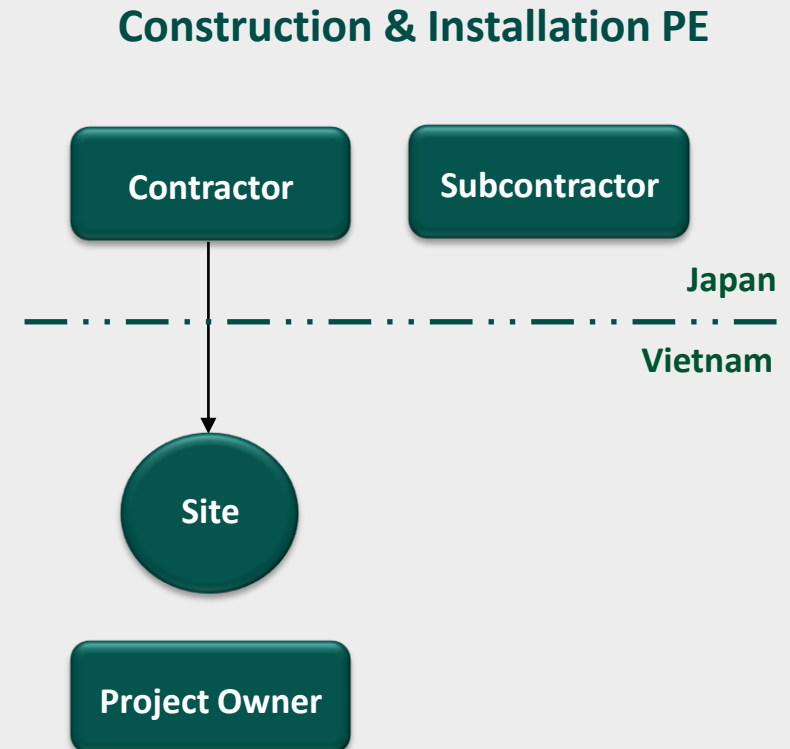 Construction & Installation PE
Contractor
Subcontractor
Japan
Vietnam
Site
Project Owner